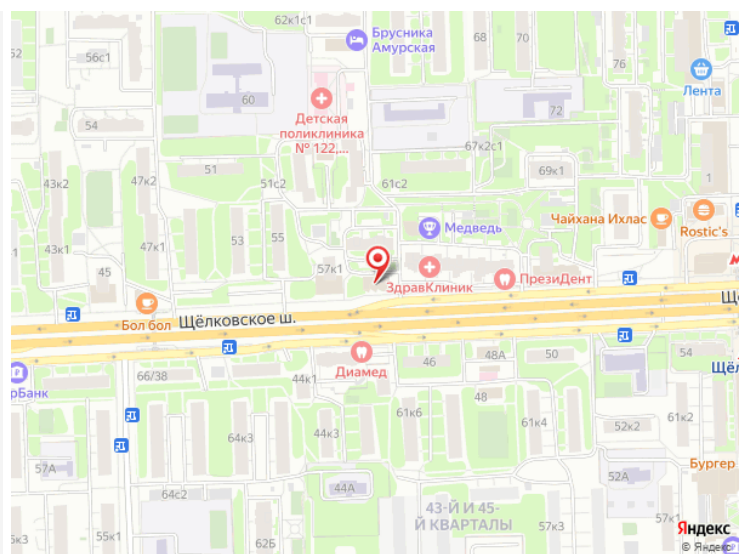 62к1с1
Брусника
Амурская
68
70
56с1
76
Лента
60
Детская
поликлиника
№ 122,...
72
54
67к2с1
51
43к2
47к2
51с2
61с2
69к1
1
Медведь
Чайхана Ихлас
Rostic's
53
55
43к1
47к1
57к1
45
ЗдравКлиник
ПрезиДент
Бол бол
Щёлковское ш.
Щё
66/38
Диамед
46
48А
50
54
Щёл
рБанк
44к1
48
61к6
61к4
61к2
64к3
44к3
52к2
57А
44А
52А
Бургер
64с2
43-Й И 45-
Й КВАРТАЛЫ
57к3
55к1
62Б
Яндекс
© Яндекс